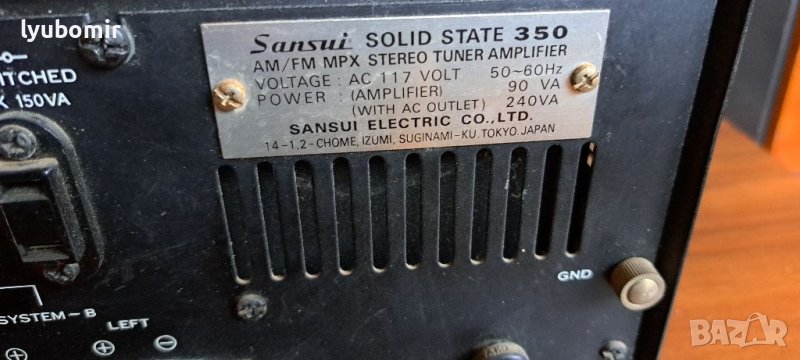 lyubomir
Sansui SOLID STATE 350
AM/FM MPX STEREO TUNER AMPLIFIER
VOLTAGE : AC 117 VOLT 50~60Hz
POWER : (AMPLIFIER) 90 VA
(WITH AC OUTLET) 240VA
SANSUI ELECTRIC CO.,LTD.
14-1,2-CHOME, IZUMI, SUGINAMI-KU, TOKYO, JAPAN
ITCHED
X 150VA
GND
SYSTEM-B
LEFT
+ −
BAZAR.bg